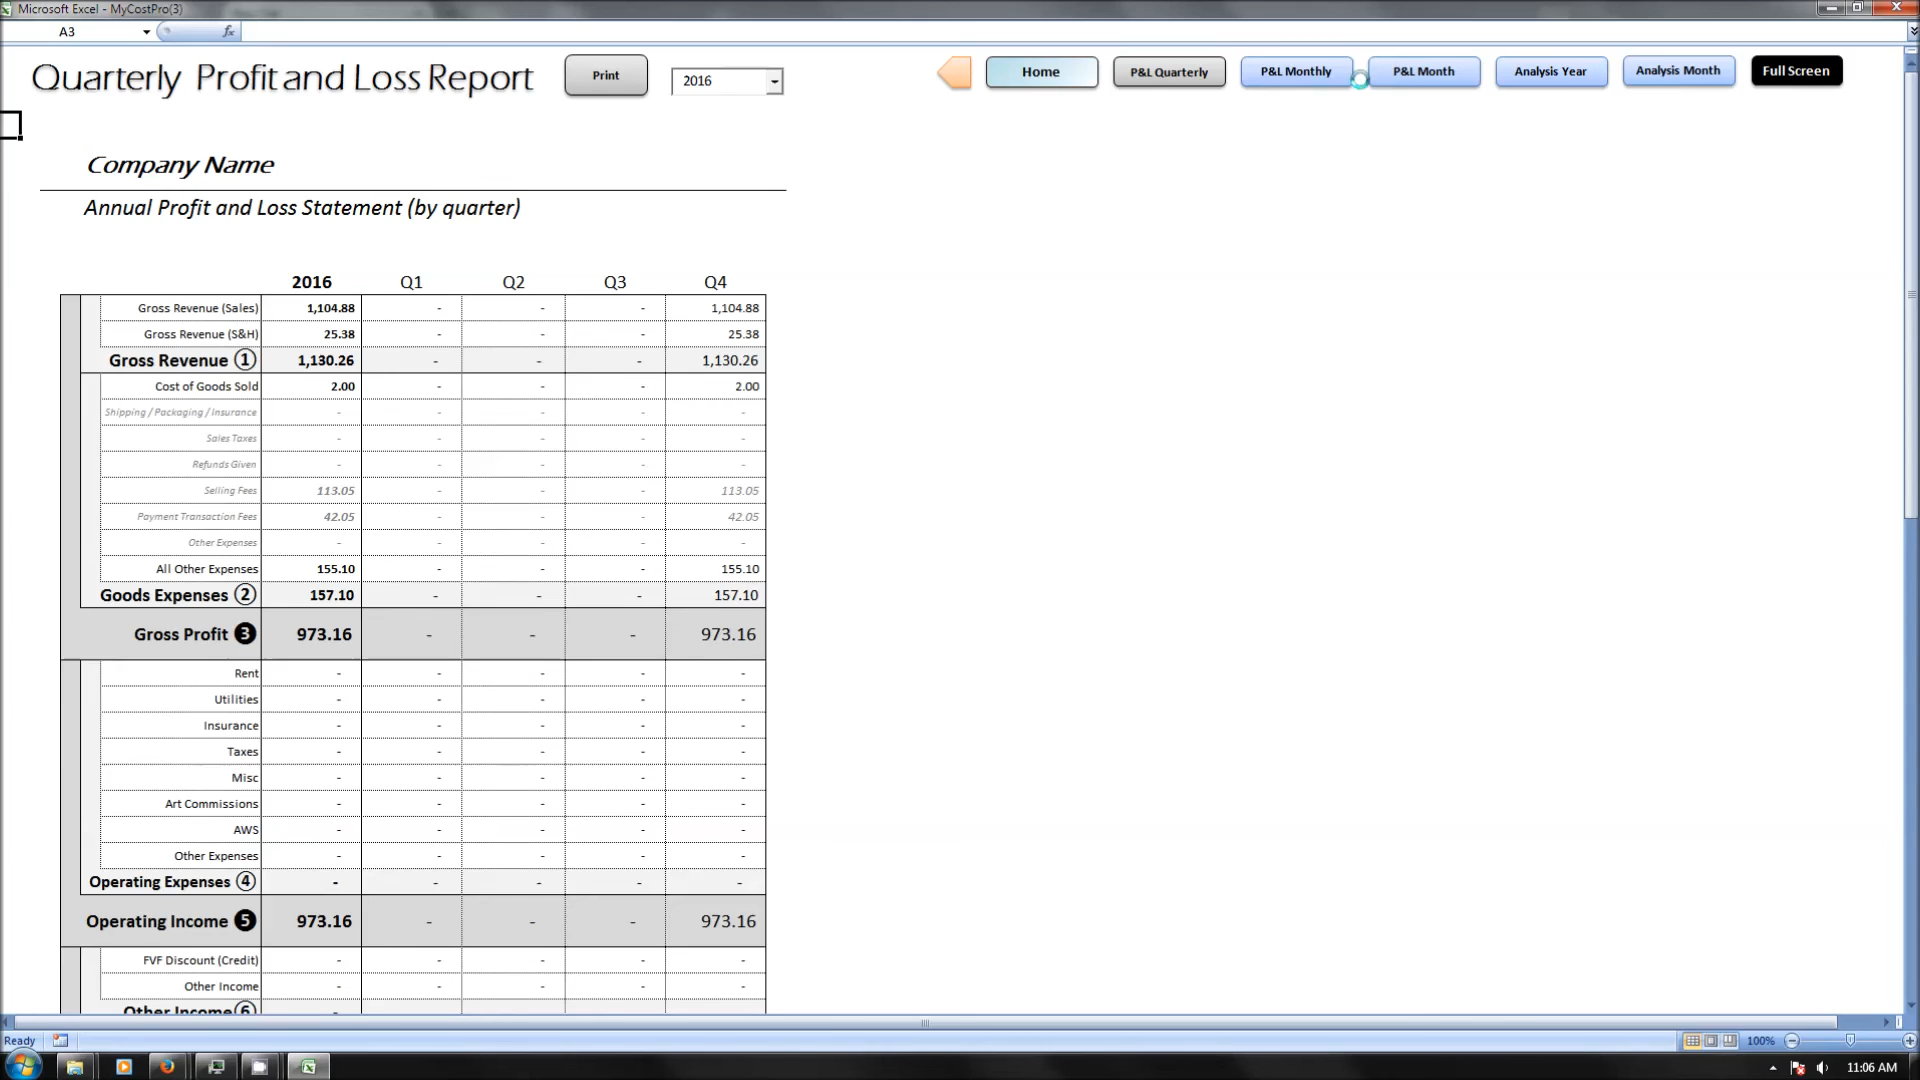 Microsoft Excel - MyCostPro(3)
A3 fx
Quarterly Profit and Loss Report Print 2016 Home P&L Quarterly P&L Monthly P&L Month Analysis Year Analysis Month Full Screen
Company Name
Annual Profit and Loss Statement (by quarter)
2016 Q1 Q2 Q3 Q4
Gross Revenue (Sales) 1,104.88 - - - 1,104.88
Gross Revenue (S&H) 25.38 - - - 25.38
Gross Revenue ① 1,130.26 - - - 1,130.26
Cost of Goods Sold 2.00 - - - 2.00
Shipping / Packaging / Insurance - - - - -
Sales Taxes - - - - -
Refunds Given - - - - -
Selling Fees 113.05 - - - 113.05
Payment Transaction Fees 42.05 - - - 42.05
Other Expenses - - - - -
All Other Expenses 155.10 - - - 155.10
Goods Expenses ② 157.10 - - - 157.10
Gross Profit ❸ 973.16 - - - 973.16
Rent - - - - -
Utilities - - - - -
Insurance - - - - -
Taxes - - - - -
Misc - - - - -
Art Commissions - - - - -
AWS - - - - -
Other Expenses - - - - -
Operating Expenses ④ - - - - -
Operating Income ❺ 973.16 - - - 973.16
FVF Discount (Credit) - - - - -
Other Income - - - - -
Other Income ⑥ -
Ready 100%
11:06 AM